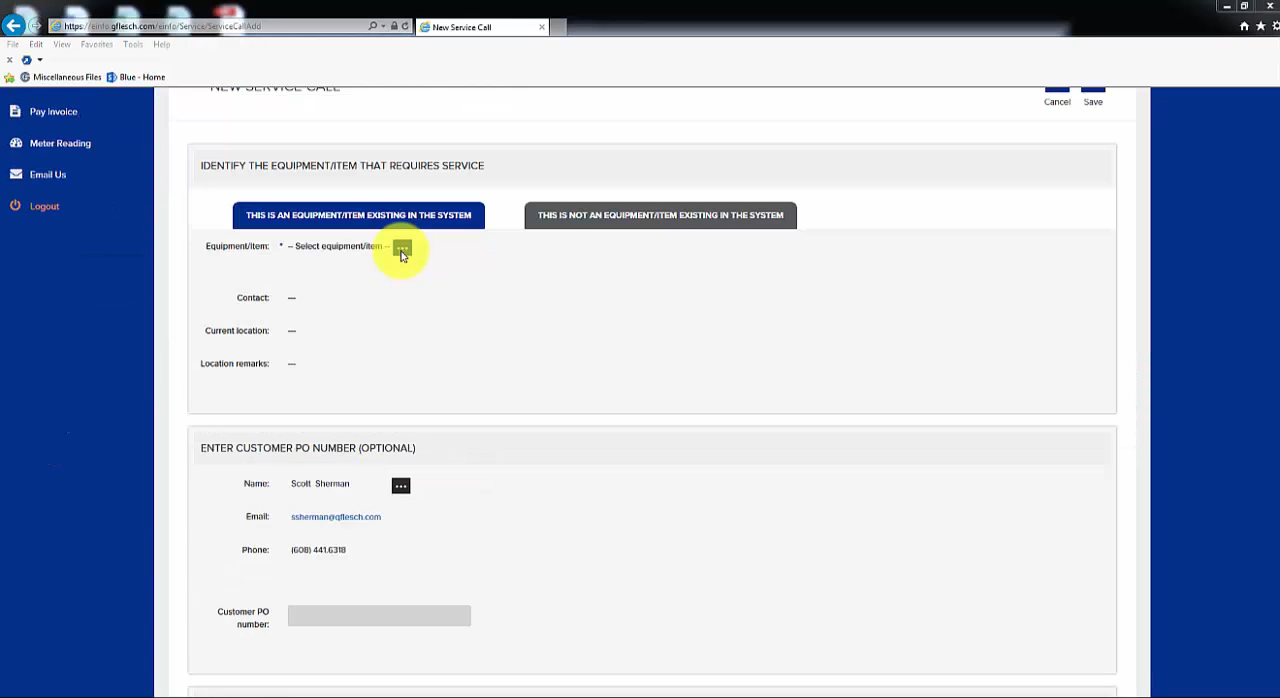 https://einfo.gflesch.com/einfo/Service/ServiceCallAdd
New Service Call
File Edit View Favorites Tools Help
Miscellaneous Files Blue - Home
NEW SERVICE CALL
Cancel Save
Pay Invoice
Meter Reading
Email Us
Logout
IDENTIFY THE EQUIPMENT/ITEM THAT REQUIRES SERVICE
THIS IS AN EQUIPMENT/ITEM EXISTING IN THE SYSTEM
THIS IS NOT AN EQUIPMENT/ITEM EXISTING IN THE SYSTEM
Equipment/Item: * -- Select equipment/item --
Contact: ---
Current location: ---
Location remarks: ---
ENTER CUSTOMER PO NUMBER (OPTIONAL)
Name: Scott Sherman
Email: ssherman@gflesch.com
Phone: (608) 441.6318
Customer PO
number: